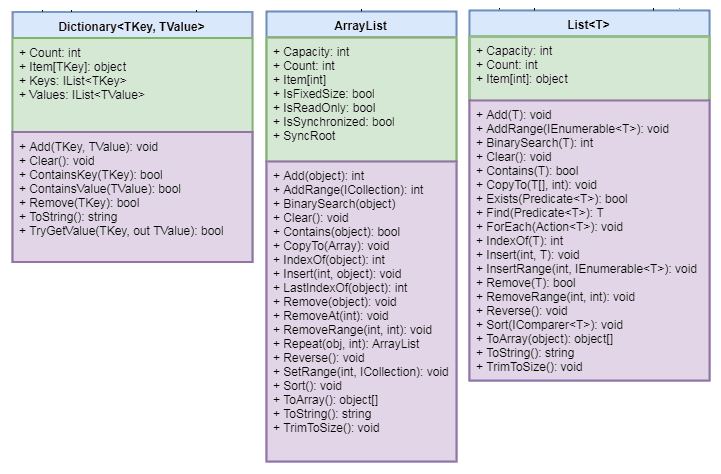 Dictionary<TKey, TValue>
+ Count: int
+ Item[TKey]: object
+ Keys: IList<TKey>
+ Values: IList<TValue>
+ Add(TKey, TValue): void
+ Clear(): void
+ ContainsKey(TKey): bool
+ ContainsValue(TValue): bool
+ Remove(TKey): bool
+ ToString(): string
+ TryGetValue(TKey, out TValue): bool
ArrayList
+ Capacity: int
+ Count: int
+ Item[int]
+ IsFixedSize: bool
+ IsReadOnly: bool
+ IsSynchronized: bool
+ SyncRoot
+ Add(object): int
+ AddRange(ICollection): int
+ BinarySearch(object)
+ Clear(): void
+ Contains(object): bool
+ CopyTo(Array): void
+ IndexOf(object): int
+ Insert(int, object): void
+ LastIndexOf(object): int
+ Remove(object): void
+ RemoveAt(int): void
+ RemoveRange(int, int): void
+ Repeat(obj, int): ArrayList
+ Reverse(): void
+ SetRange(int, ICollection): void
+ Sort(): void
+ ToArray(): object[]
+ ToString(): string
+ TrimToSize(): void
List<T>
+ Capacity: int
+ Count: int
+ Item[int]: object
+ Add(T): void
+ AddRange(IEnumerable<T>): void
+ BinarySearch(T): int
+ Clear(): void
+ Contains(T): bool
+ CopyTo(T[], int): void
+ Exists(Predicate<T>): bool
+ Find(Predicate<T>): T
+ ForEach(Action<T>): void
+ IndexOf(T): int
+ Insert(int, T): void
+ InsertRange(int, IEnumerable<T>): void
+ Remove(T): bool
+ RemoveRange(int, int): void
+ Reverse(): void
+ Sort(IComparer<T>): void
+ ToArray(object): object[]
+ ToString(): string
+ TrimToSize(): void